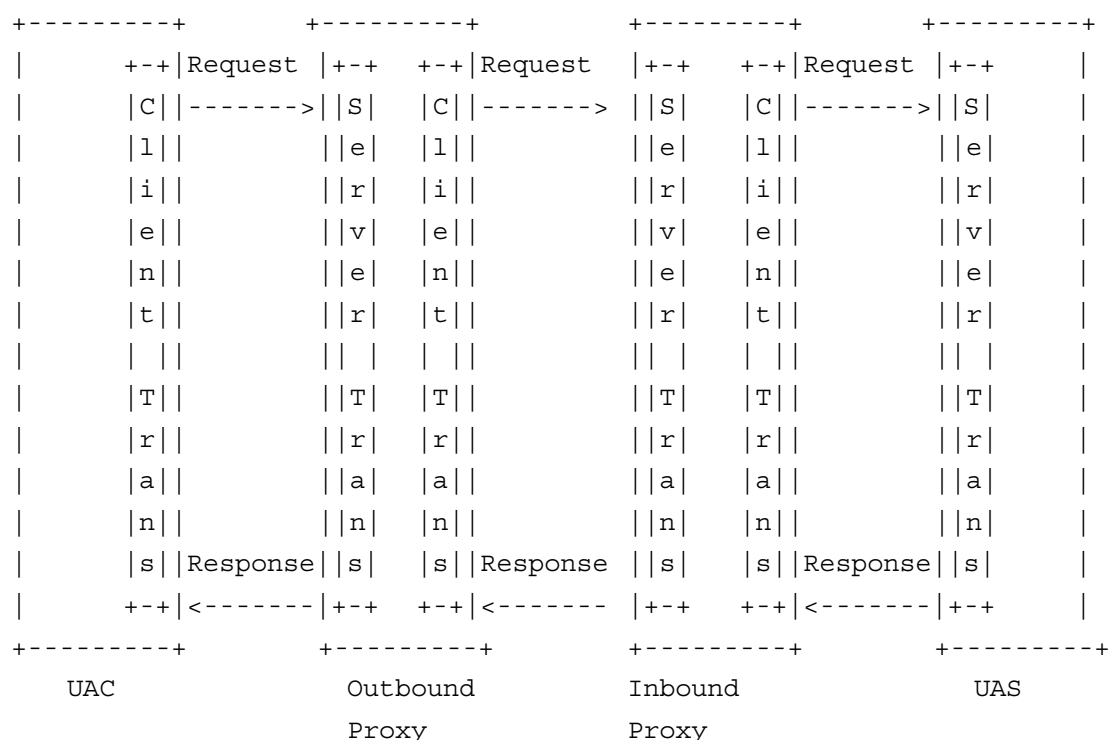 +---------+             +---------+            +---------+             +---------+
|       +-+|Request  |+-+   +-+|Request   |+-+   +-+|Request  |+-+      |
|       |C||------->||S|   |C||------->  ||S|   |C||------->||S|      |
|       |l||         ||e|   |l||          ||e|   |l||         ||e|      |
|       |i||         ||r|   |i||          ||r|   |i||         ||r|      |
|       |e||         ||v|   |e||          ||v|   |e||         ||v|      |
|       |n||         ||e|   |n||          ||e|   |n||         ||e|      |
|       |t||         ||r|   |t||          ||r|   |t||         ||r|      |
|       | ||         || |   | ||          || |   | ||         || |      |
|       |T||         ||T|   |T||          ||T|   |T||         ||T|      |
|       |r||         ||r|   |r||          ||r|   |r||         ||r|      |
|       |a||         ||a|   |a||          ||a|   |a||         ||a|      |
|       |n||         ||n|   |n||          ||n|   |n||         ||n|      |
|       |s||Response||s|   |s||Response  ||s|   |s||Response||s|      |
|       +-+|<-------|+-+   +-+|<-------  |+-+   +-+|<-------|+-+      |
+---------+         +---------+          +---------+         +---------+
UAC                 Outbound             Inbound               UAS
Proxy                Proxy